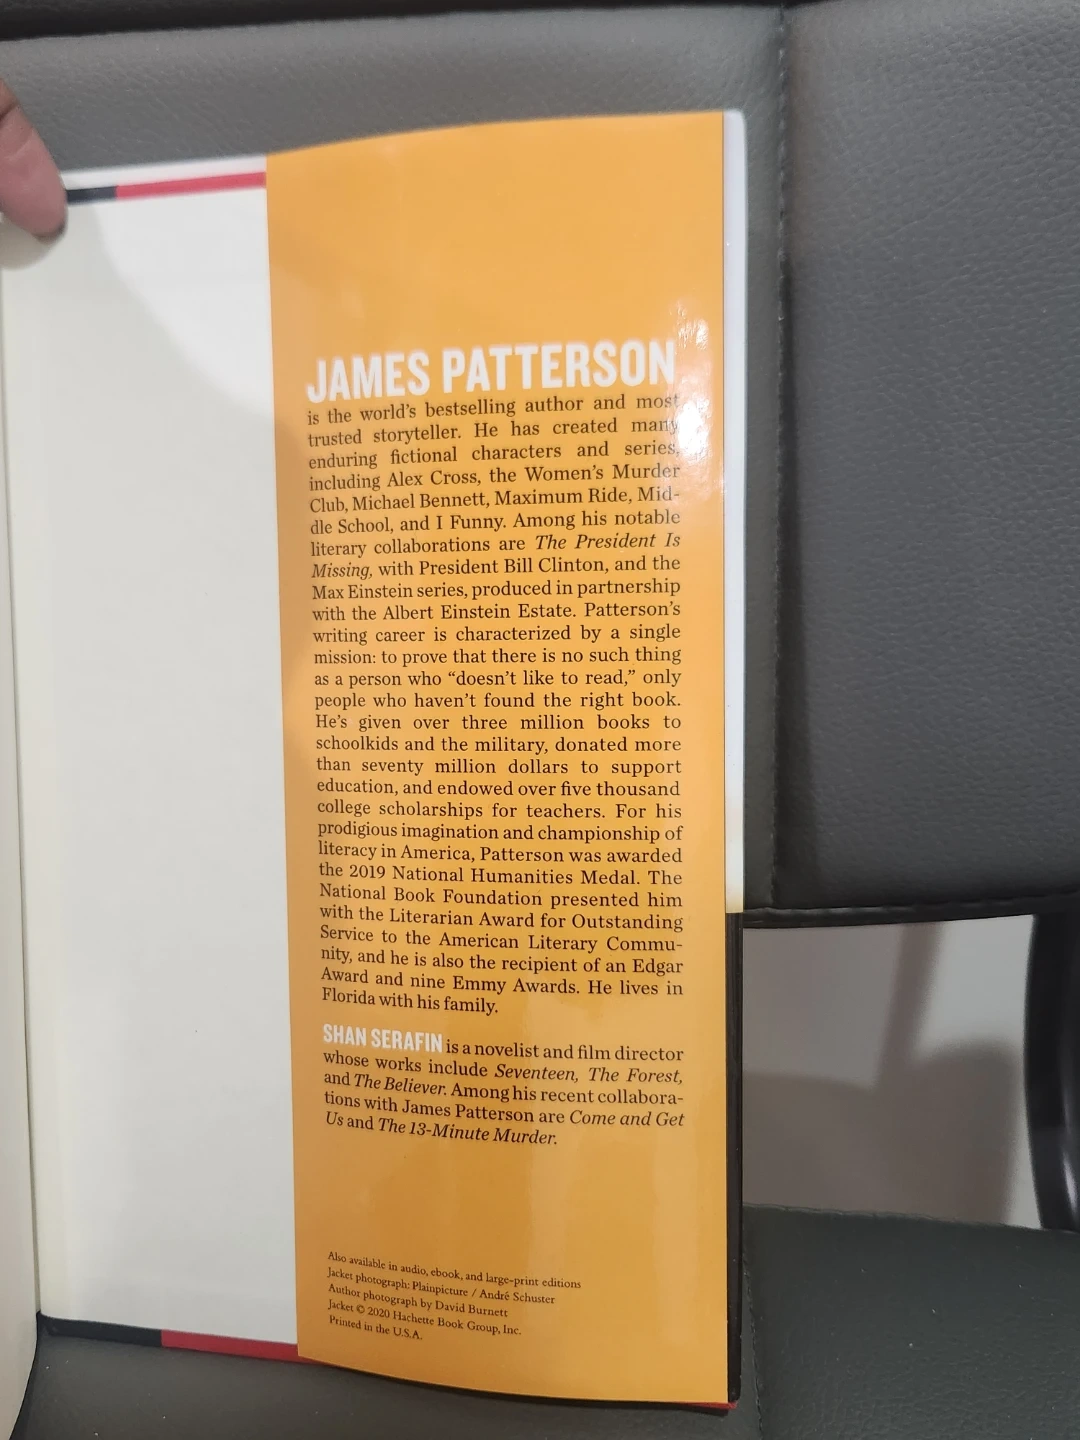 JAMES PATTERSON
is the world's bestselling author and most
trusted storyteller. He has created many
enduring fictional characters and series,
including Alex Cross, the Women's Murder
Club, Michael Bennett, Maximum Ride, Mid-
dle School, and I Funny. Among his notable
literary collaborations are The President Is
Missing, with President Bill Clinton, and the
Max Einstein series, produced in partnership
with the Albert Einstein Estate. Patterson's
writing career is characterized by a single
mission: to prove that there is no such thing
as a person who “doesn't like to read,” only
people who haven't found the right book.
He's given over three million books to
schoolkids and the military, donated more
than seventy million dollars to support
education, and endowed over five thousand
college scholarships for teachers. For his
prodigious imagination and championship of
literacy in America, Patterson was awarded
the 2019 National Humanities Medal. The
National Book Foundation presented him
with the Literarian Award for Outstanding
Service to the American Literary Commu-
nity, and he is also the recipient of an Edgar
Award and nine Emmy Awards. He lives in
Florida with his family.
SHAN SERAFIN is a novelist and film director
whose works include Seventeen, The Forest,
and The Believer. Among his recent collabora-
tions with James Patterson are Come and Get
Us and The 13-Minute Murder.
Also available in audio, ebook, and large-print editions
Jacket photograph: Plainpicture / André Schuster
Author photograph by David Burnett
Jacket © 2020 Hachette Book Group, Inc.
Printed in the U.S.A.